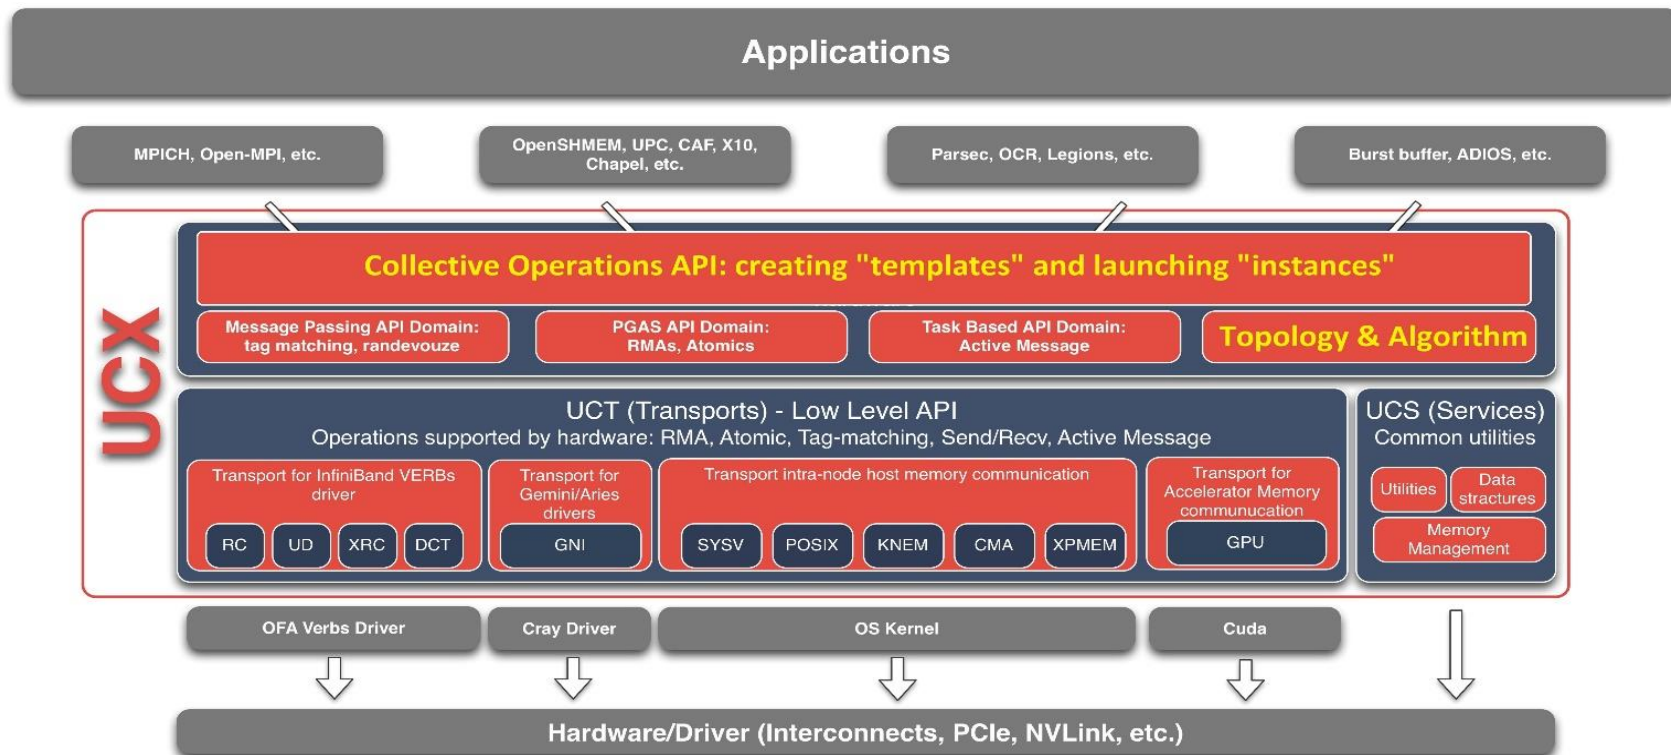 Applications
MPICH, Open-MPI, etc.
OpenSHMEM, UPC, CAF, X10,
Chapel, etc.
Parsec, OCR, Legions, etc.
Burst buffer, ADIOS, etc.
UCX
Collective Operations API: creating "templates" and launching "instances"
Message Passing API Domain:
tag matching, randevouze
PGAS API Domain:
RMAs, Atomics
Task Based API Domain:
Active Message
Topology & Algorithm
UCT (Transports) - Low Level API
Operations supported by hardware: RMA, Atomic, Tag-matching, Send/Recv, Active Message
Transport for InfiniBand VERBs
driver
RC
UD
XRC
DCT
Transport for
Gemini/Aries
drivers
GNI
Transport intra-node host memory communication
SYSV
POSIX
KNEM
CMA
XPMEM
Transport for
Accelerator Memory
communucation
GPU
UCS (Services)
Common utilities
Utilities
Data
stractures
Memory
Management
OFA Verbs Driver
Cray Driver
OS Kernel
Cuda
Hardware/Driver (Interconnects, PCIe, NVLink, etc.)